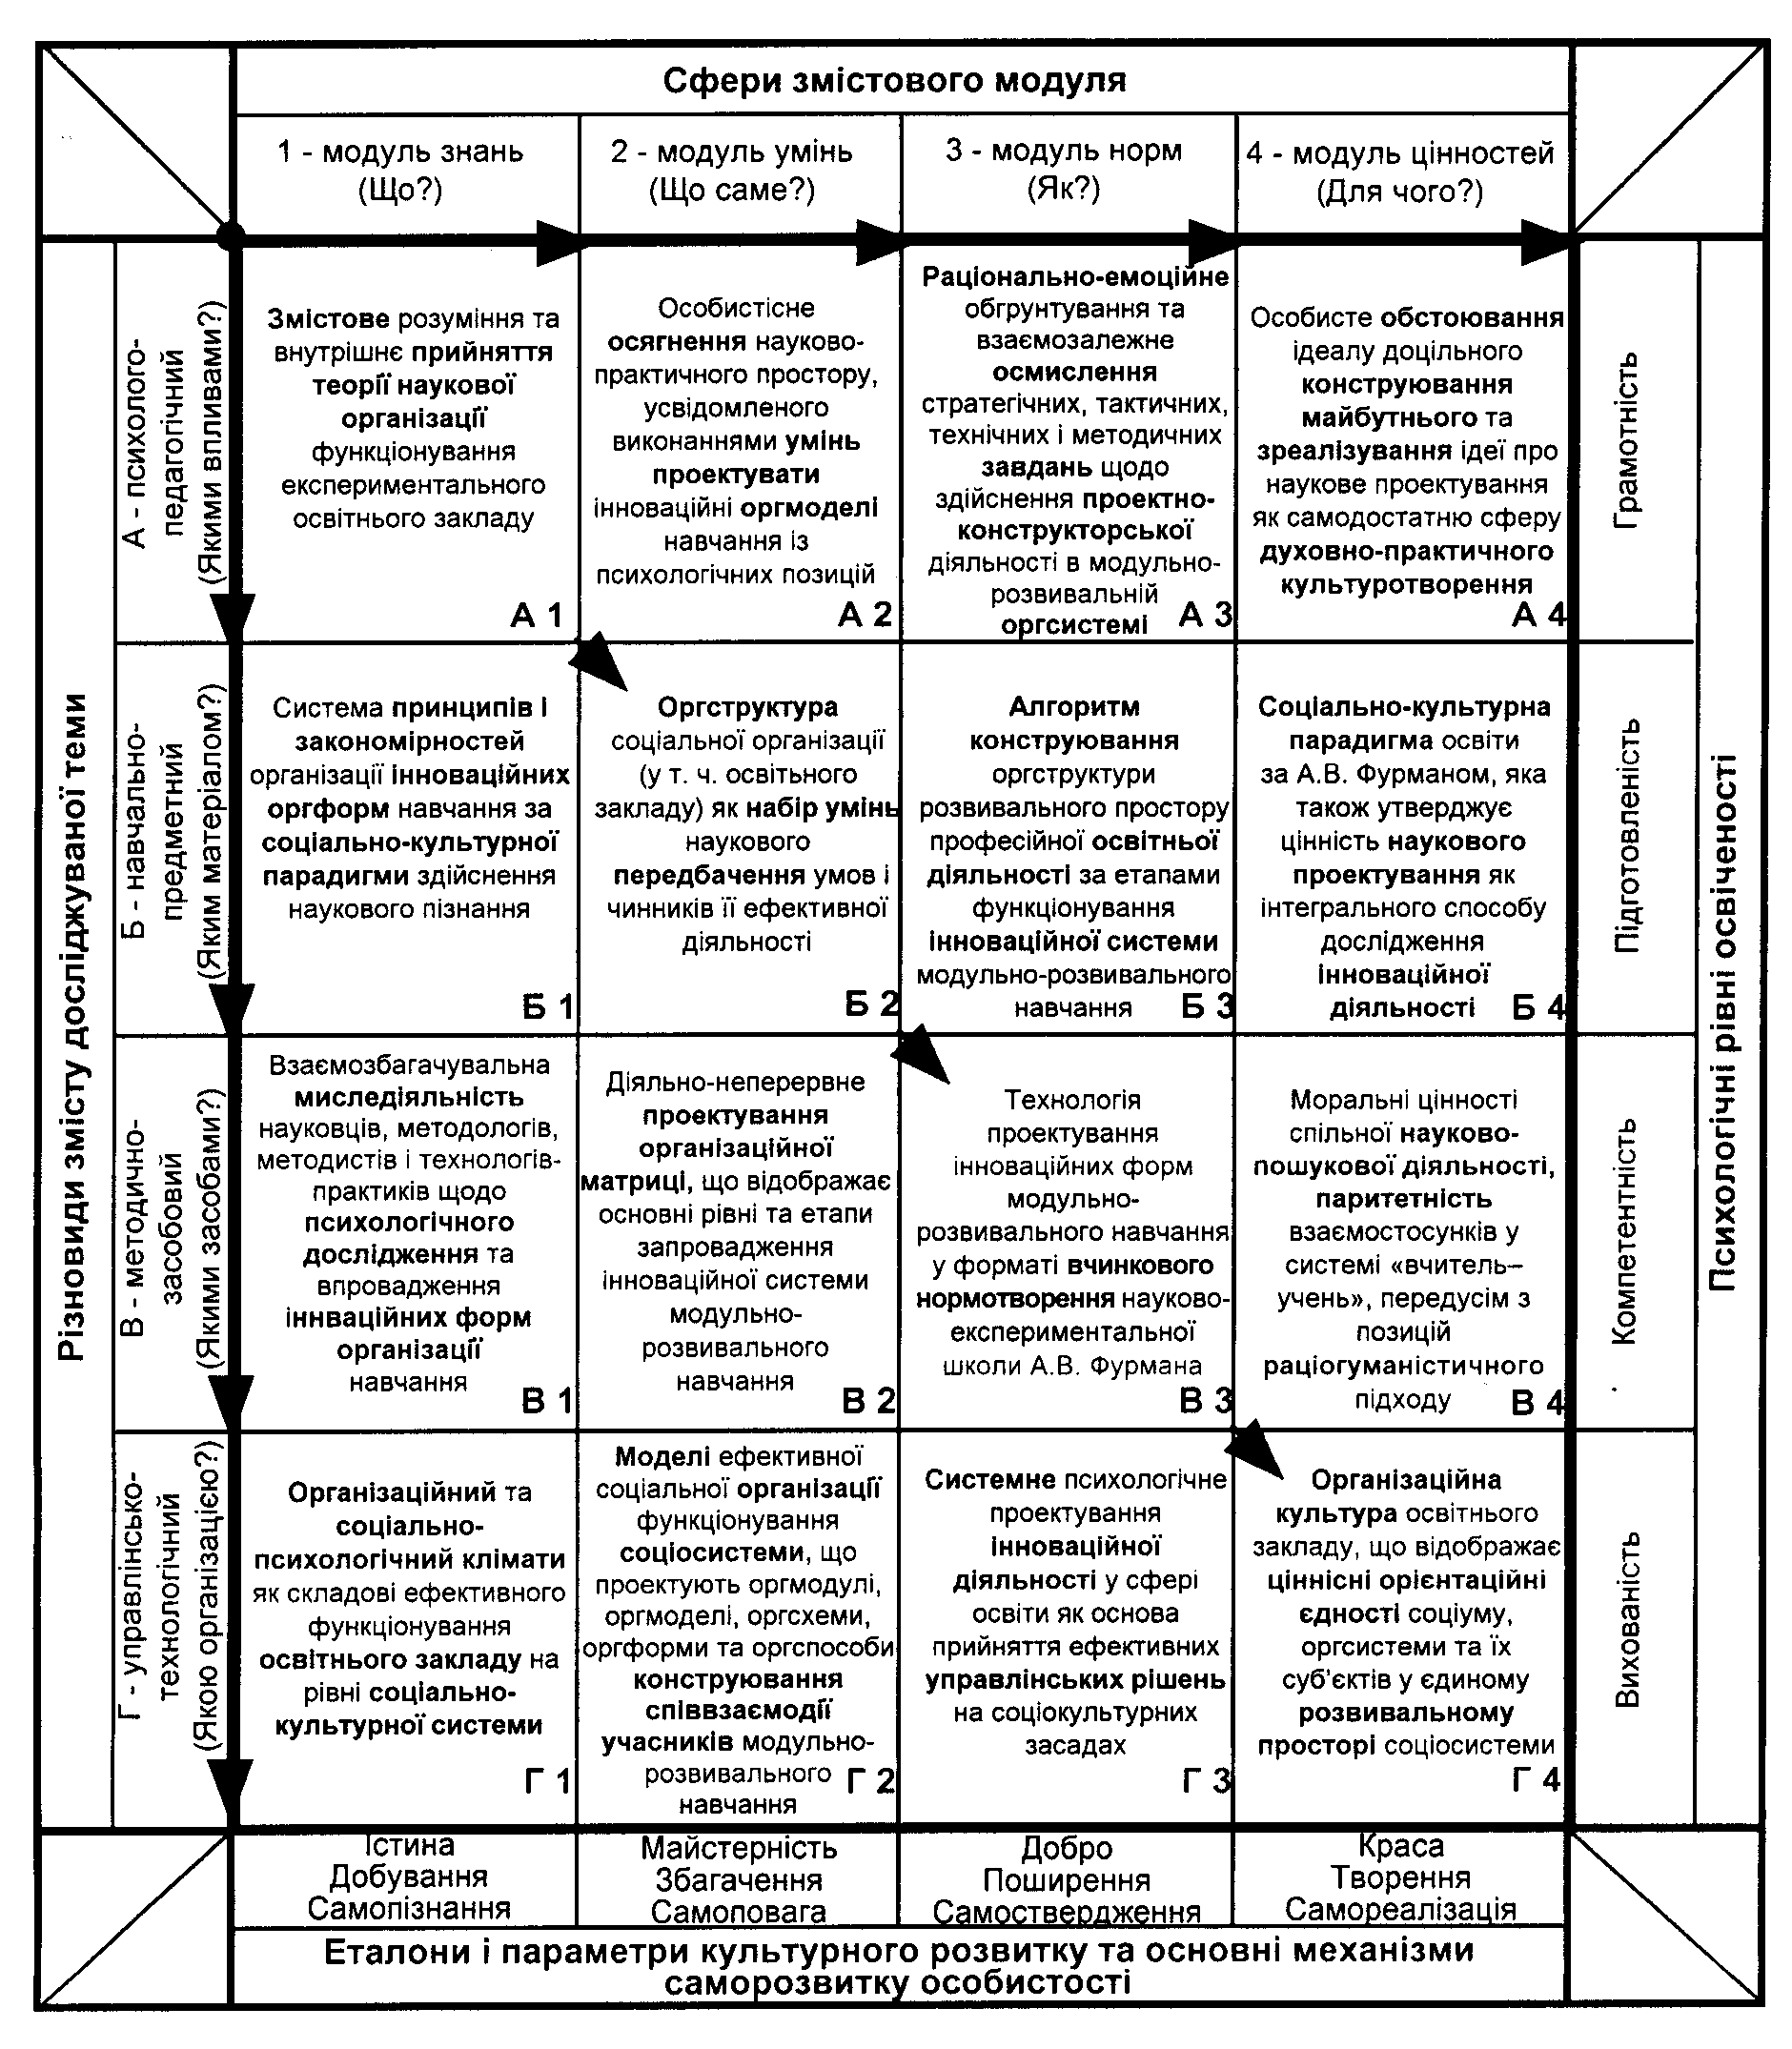 Сфери змістового модуля
1 - модуль знань
(Що?)
2 - модуль умінь
(Що саме?)
3 - модуль норм
(Як?)
4 - модуль цінностей
(Для чого?)
Різновиди змісту досліджуваної теми
А - психолого-
педагогічний
(Якими впливами?)
Змістове розуміння та
внутрішнє прийняття
теорії наукової
організації
функціонування
експериментального
освітнього закладу
А 1
Особистісне
осягнення науково-
практичного простору,
усвідомленого
виконаннями умінь
проектувати
інноваційні оргмоделі
навчання із
психологічних позицій
А 2
Раціонально-емоційне
обгрунтування та
взаємозалежне
осмислення
стратегічних, тактичних,
технічних і методичних
завдань щодо
здійснення проектно-
конструкторської
діяльності в модульно-
розвивальній
оргсистемі
А 3
Особисте обстоювання
ідеалу доцільного
конструювання
майбутнього та
зреалізування ідеї про
наукове проектування
як самодостатню сферу
духовно-практичного
культуротворення
А 4
Грамотність
Б - навчально-
предметний
(Яким матеріалом?)
Система принципів і
закономірностей
організації інноваційних
оргформ навчання за
соціально-культурної
парадигми здійснення
наукового пізнання
Б 1
Оргструктура
соціальної організації
(у т. ч. освітьного
закладу) як набір умінь
наукового
передбачення умов і
чинників її ефективної
діяльності
Б 2
Алгоритм
конструювання
оргструктури
розвивального простору
професійної освітньої
діяльності за етапами
функціонування
інноваційної системи
модульно-розвивального
навчання
Б 3
Соціально-культурна
парадигма освіти
за А.В. Фурманом, яка
також утверджує
цінність наукового
проектування як
інтегрального способу
дослідження
інноваційної
діяльності
Б 4
Підготовленість
В - методично-
засобовий
(Якими засобами?)
Взаємозбагачувальна
миследіяльність
науковців, методологів,
методистів і технологів-
практиків щодо
психологічного
дослідження та
впровадження
іннваційних форм
організації
навчання
В 1
Діяльно-неперервне
проектування
організаційної
матриці, що відображає
основні рівні та етапи
запровадження
інноваційної системи
модульно-
розвивального
навчання
В 2
Технологія
проектування
інноваційних форм
модульно-
розвивального навчання
у форматі вчинкового
нормотворення науково-
експериментальної
школи А.В. Фурмана
В 3
Моральні цінності
спільної науково-
пошукової діяльності,
паритетність
взаємостосунків у
системі «вчитель–
учень», передусім з
позицій
раціогуманістичного
підходу
В 4
Компетентність
Г - управлінсько-
технологічний
(Якою організацією?)
Організаційний та
соціально-
психологічний клімати
як складові ефективного
функціонування
освітнього закладу на
рівні соціально-
культурної системи
Г 1
Моделі ефективної
соціальної організації
функціонування
соціосистеми, що
проектують оргмодулі,
оргмоделі, оргсхеми,
оргформи та оргспособи
конструювання
співвзаємодії
учасників модульно-
розвивального
навчання
Г 2
Системне психологічне
проектування
інноваційної
діяльності у сфері
освіти як основа
прийняття ефективних
управлінських рішень
на соціокультурних
засадах
Г 3
Організаційна
культура освітнього
закладу, що відображає
ціннісні орієнтаційні
єдності соціуму,
оргсистеми та їх
суб’єктів у єдиному
розвивальному
просторі соціосистеми
Г 4
Вихованість
Психологічні рівні освіченості
Істина
Добування
Самопізнання
Майстерність
Збагачення
Самоповага
Добро
Поширення
Самоствердження
Краса
Творення
Самореалізація
Еталони і параметри культурного розвитку та основні механізми
саморозвитку особистості